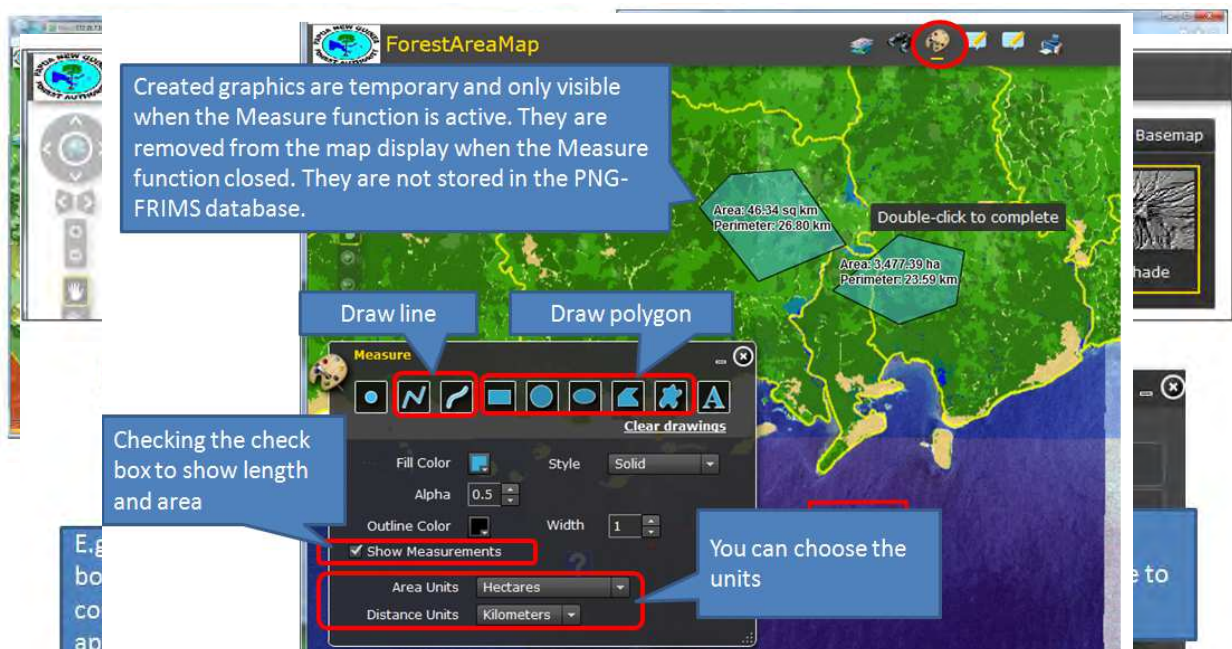 ForestAreaMap
Created graphics are temporary and only visible
when the Measure function is active. They are
removed from the map display when the Measure
function closed. They are not stored in the PNG-
FRIMS database.
Basemap
Area: 46.34 sq km
Perimeter: 26.80 km
Double-click to complete
Area: 3,477.39 ha
Perimeter: 23.59 km
hade
Draw line
Draw polygon
Measure
A
Clear drawings
Checking the check
box to show length
and area
Fill Color
Style
Solid
Alpha
0.5
Outline Color
Width
1
Show Measurements
Area Units
Hectares
Distance Units
Kilometers
You can choose the
units
E.g
bo
co
ap
e to